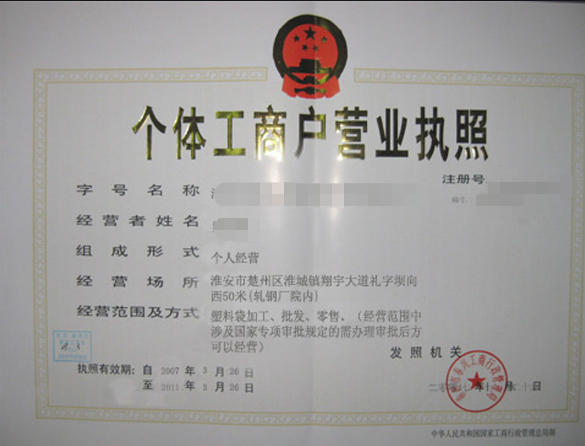 个体工商户营业执照
注册号
字号名称
经营者姓名
组成形式 个人经营
经营场所 淮安市楚州区淮城镇翔宇大道礼字坝向
西50米(轧钢厂院内)
经营范围及方式 塑料袋加工、批发、零售、(经营范围中
涉及国家专项审批规定的需办理审批后方
可以经营)
发照机关
执照有效期: 自 2007 年 3月 26日
至 2011 年 3月 26日
日
中华人民共和国国家工商行政管理总局制